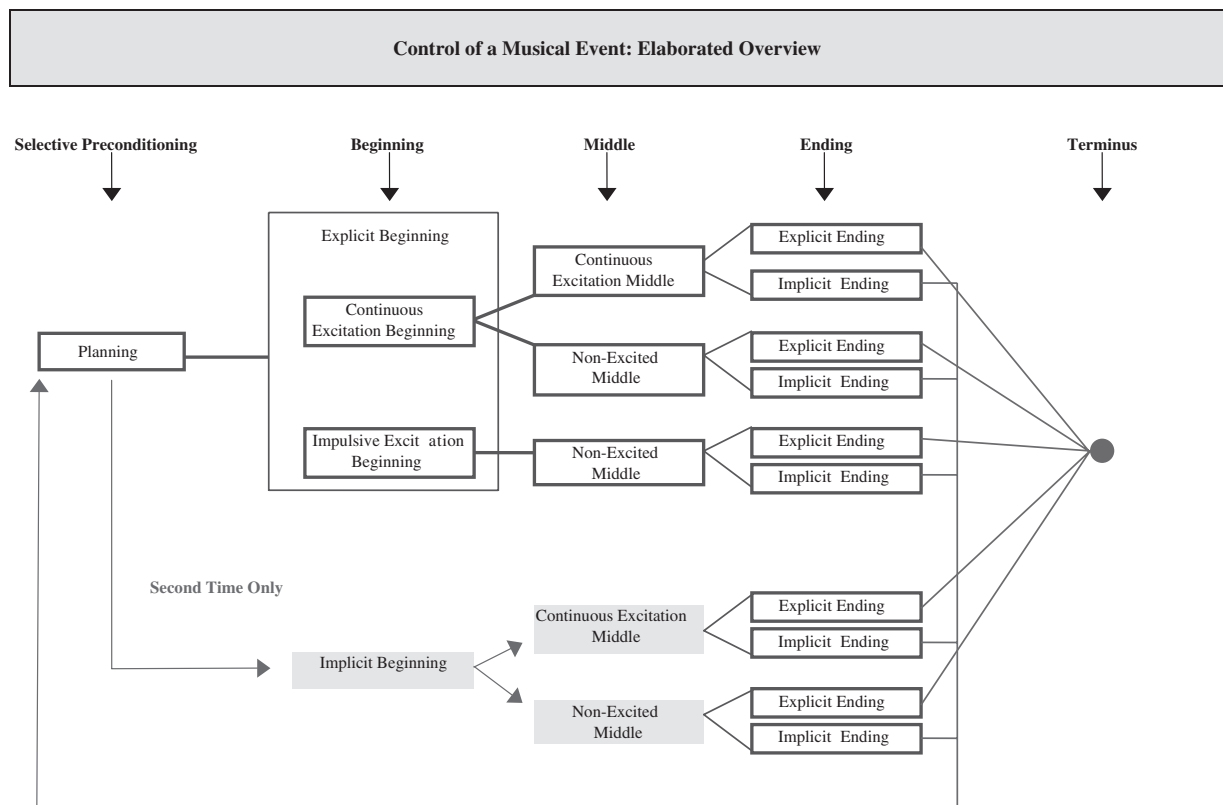 Control of a Musical Event: Elaborated Overview
Selective Preconditioning
Beginning
Middle
Ending
Terminus
Explicit Beginning
Continuous
Excitation Beginning
Impulsive Excit ation
Beginning
Planning
Continuous
Excitation Middle
Non-Excited
Middle
Non-Excited
Middle
Explicit Ending
Implicit Ending
Explicit Ending
Implicit Ending
Explicit Ending
Implicit Ending
Second Time Only
Implicit Beginning
Continuous Excitation
Middle
Non-Excited
Middle
Explicit Ending
Implicit Ending
Explicit Ending
Implicit Ending